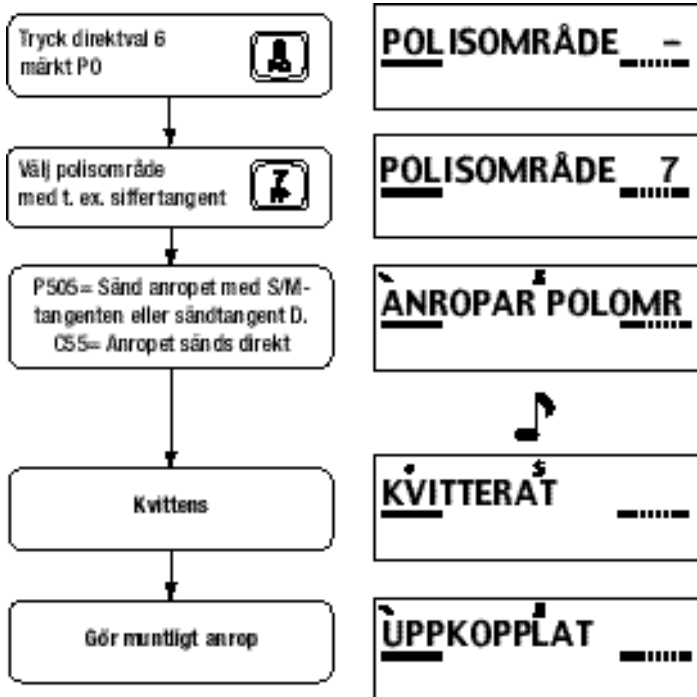 Tryck direktval 6
märkt PO
POLISOMRÅDE –
Välj polisområde
med t. ex. siffertangent
7
POLISOMRÅDE 7
P505= Sänd anropet med S/M-
tangenten eller sändtangent D.
C55= Anropet sänds direkt
ANROPAR POLOMR
Kvittens
S
KVITTERAT
Gör muntligt anrop
UPPKOPPLAT